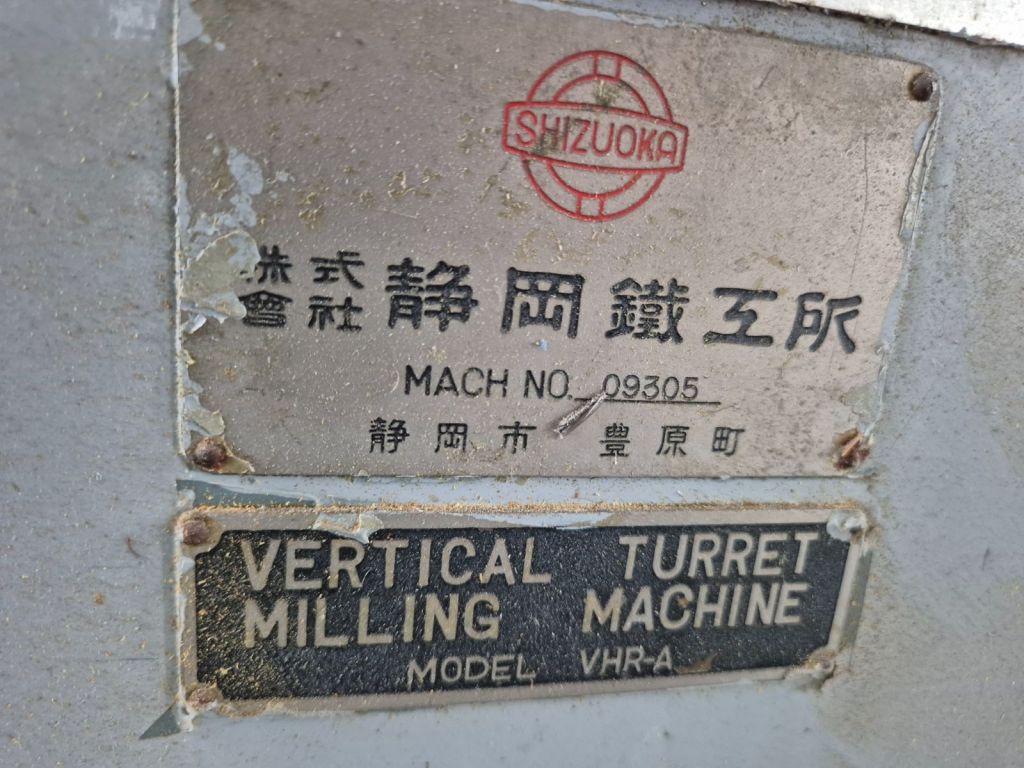 SHIZUOKA
株式會社 静岡鐵工所
MACH NO. 09305
静岡市 豊原町
VERTICAL TURRET
MILLING MACHINE
MODEL VHR-A